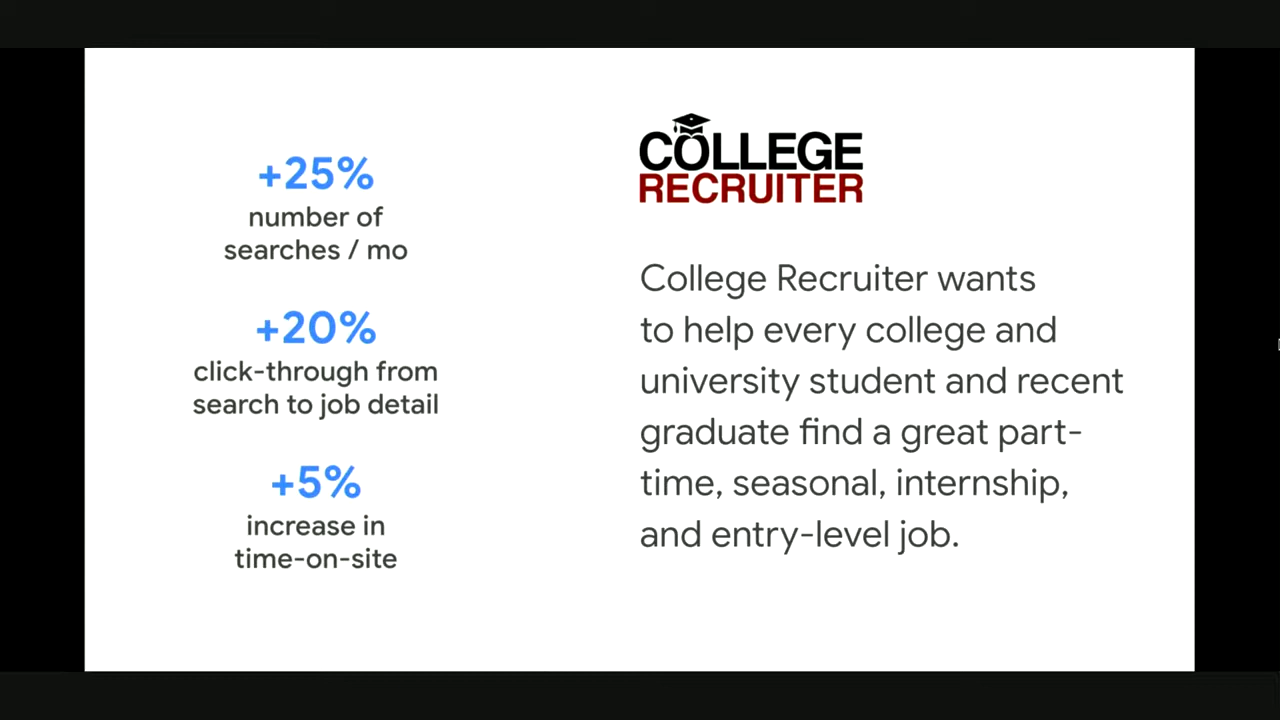 +25%
number of
searches / mo
+20%
click-through from
search to job detail
+5%
increase in
time-on-site
COLLEGE
RECRUITER
College Recruiter wants
to help every college and
university student and recent
graduate find a great part-
time, seasonal, internship,
and entry-level job.